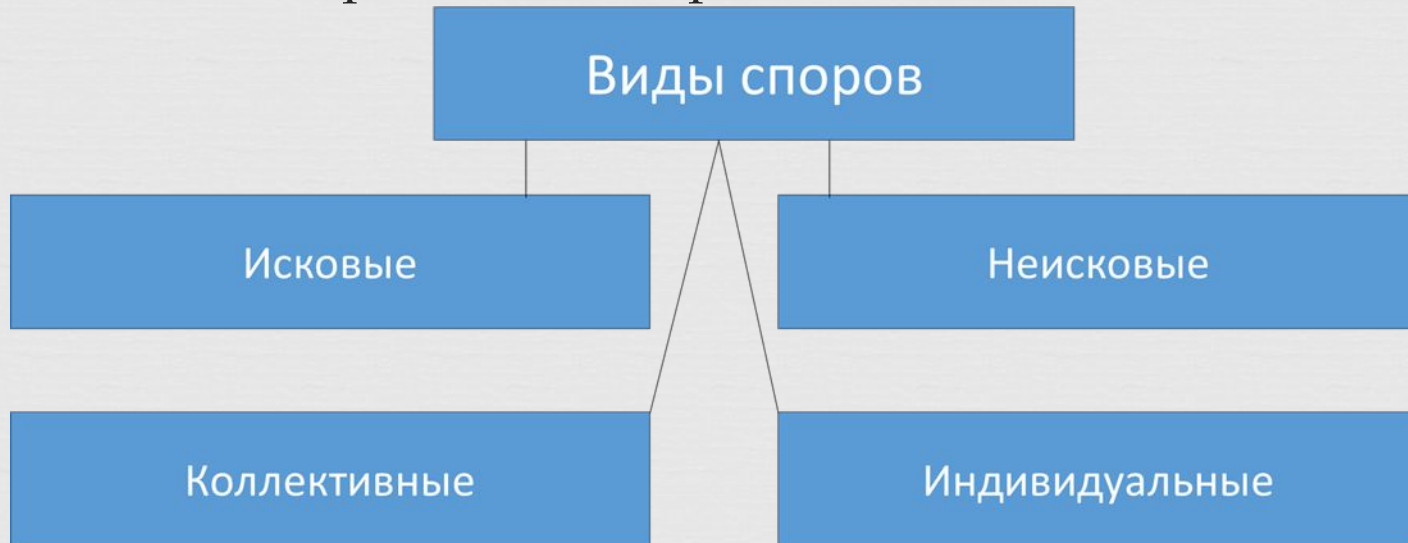 Виды споров
Исковые
Неисковые
Коллективные
Индивидуальные